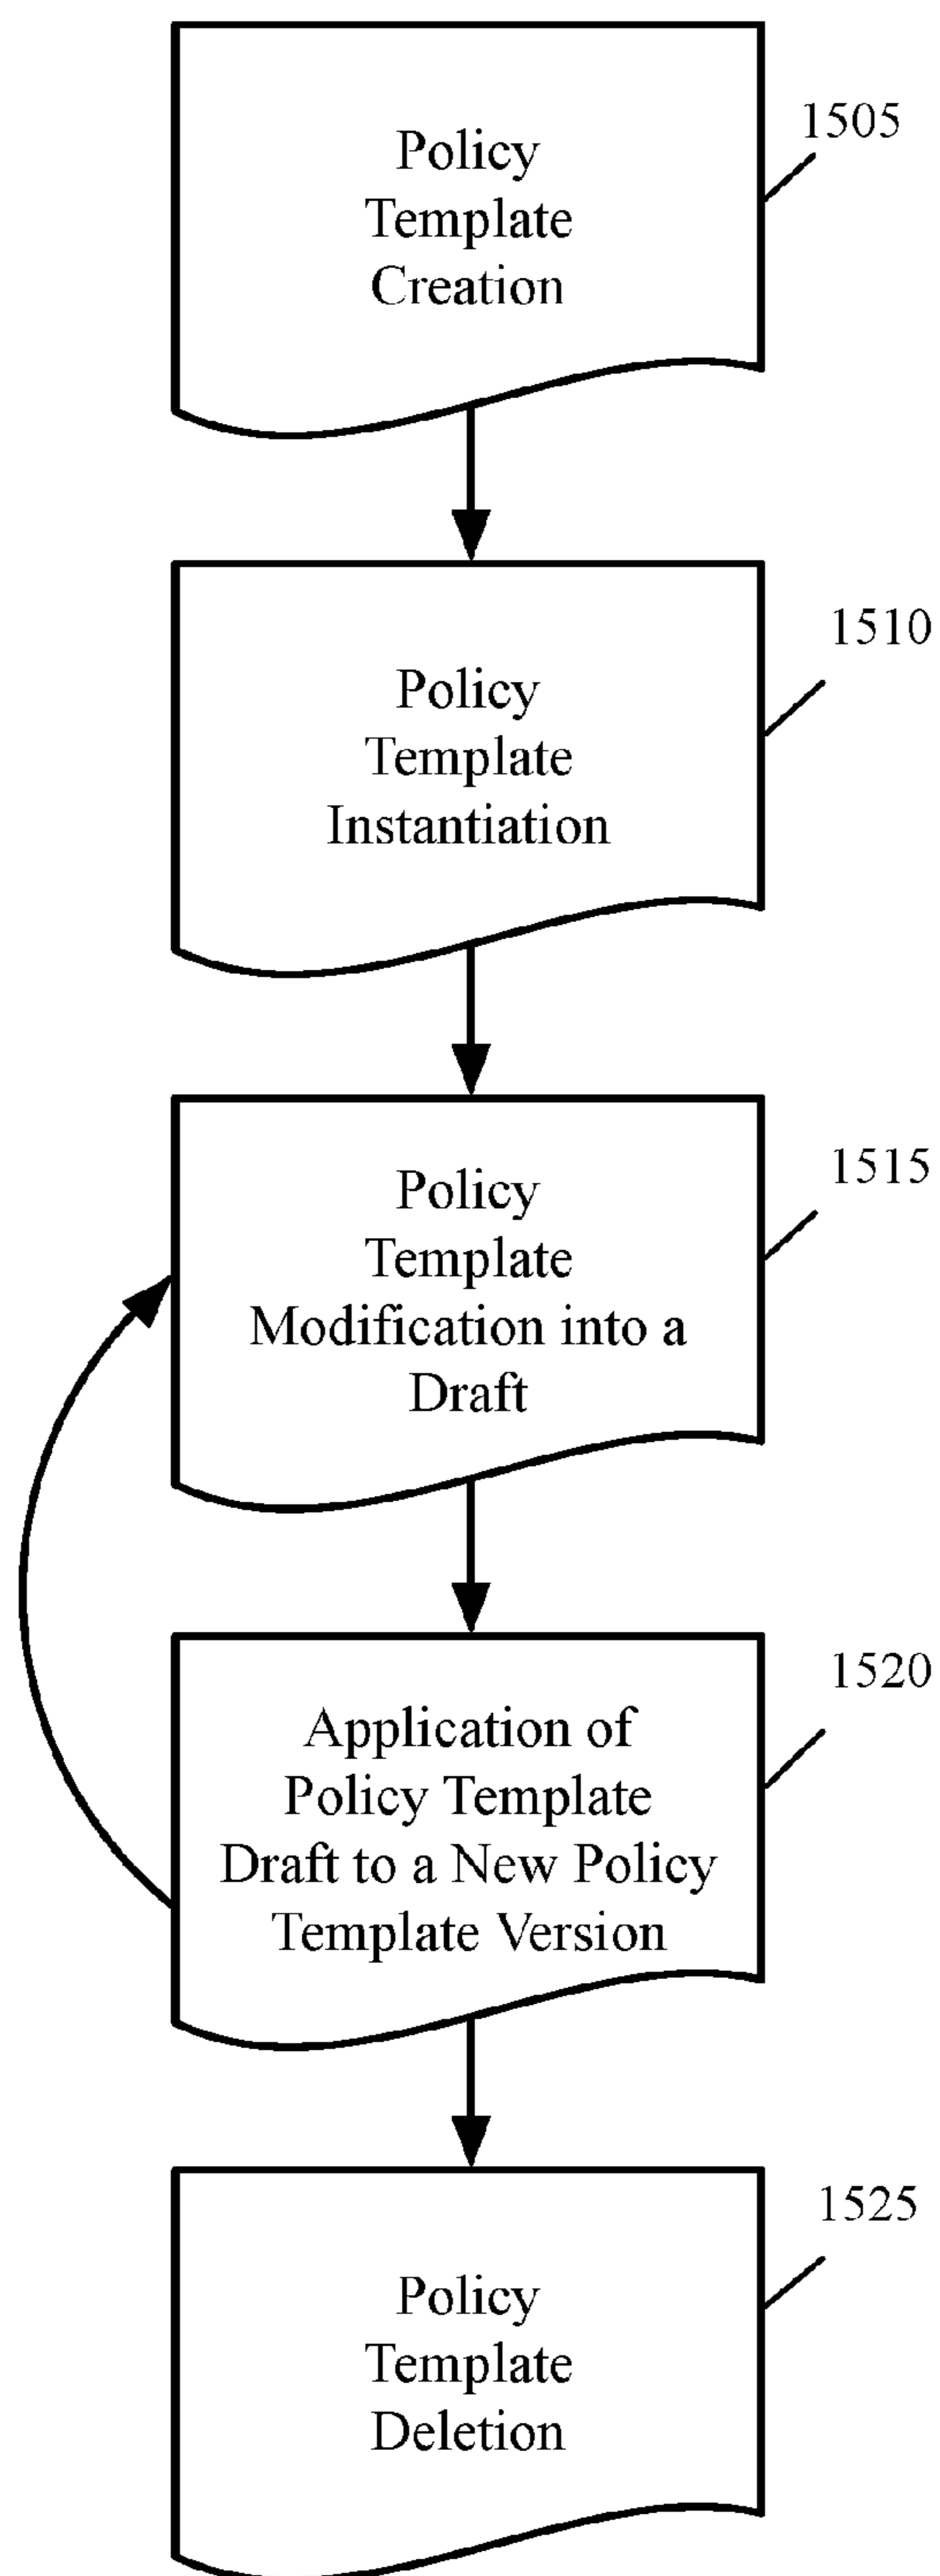 Policy
Template
Creation
1505
Policy
Template
Instantiation
1510
Policy
Template
Modification into a
Draft
1515
Application of
Policy Template
Draft to a New Policy
Template Version
1520
Policy
Template
Deletion
1525